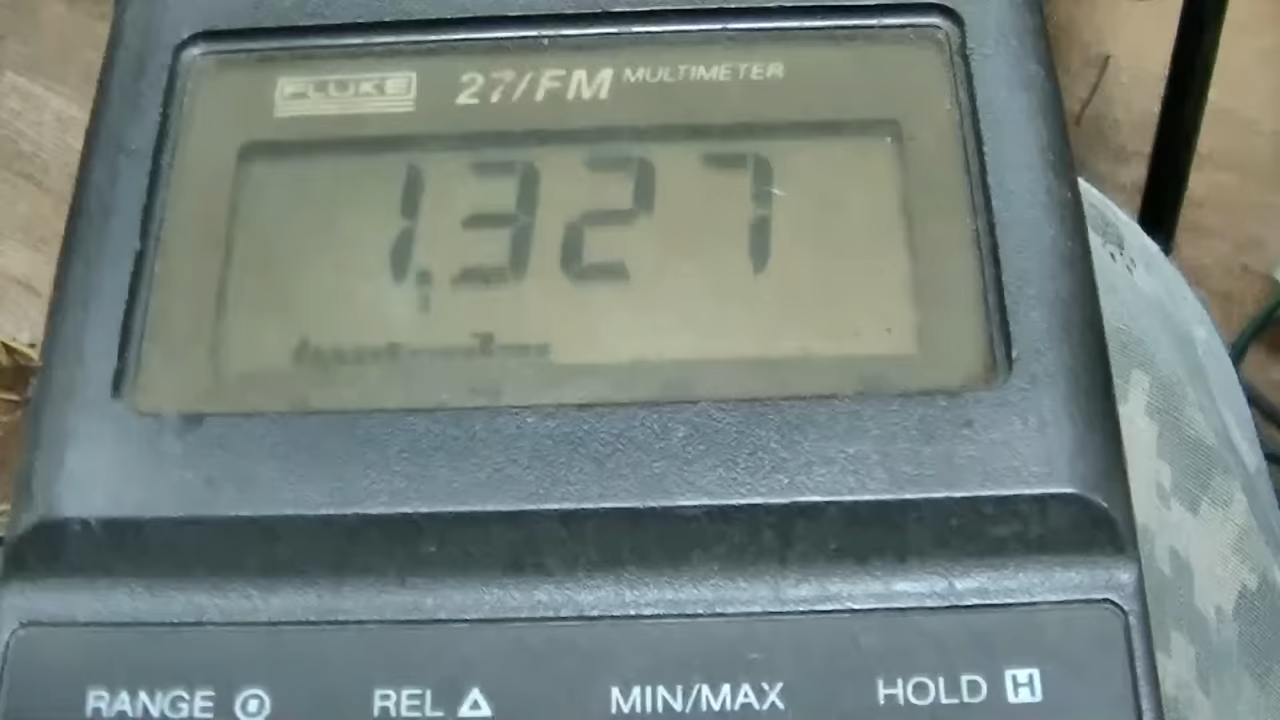 FLUKE 27/FM MULTIMETER
1.327
RANGE
REL △ MIN/MAX HOLD H